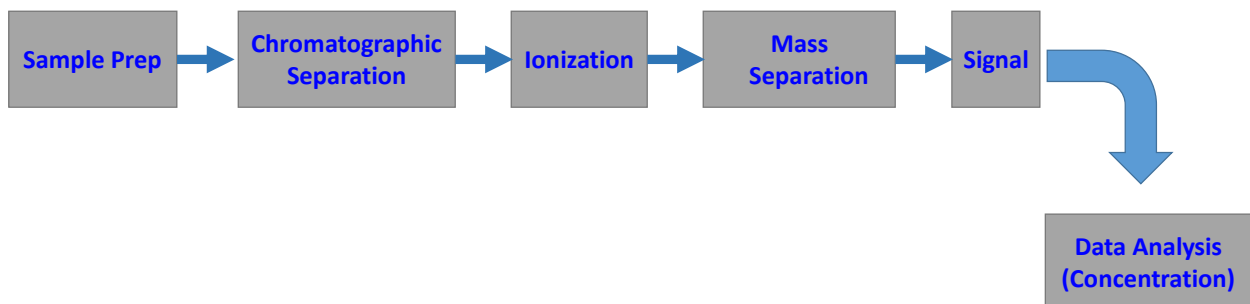 Sample Prep
Chromatographic
Separation
Ionization
Mass
Separation
Signal
Data Analysis
(Concentration)